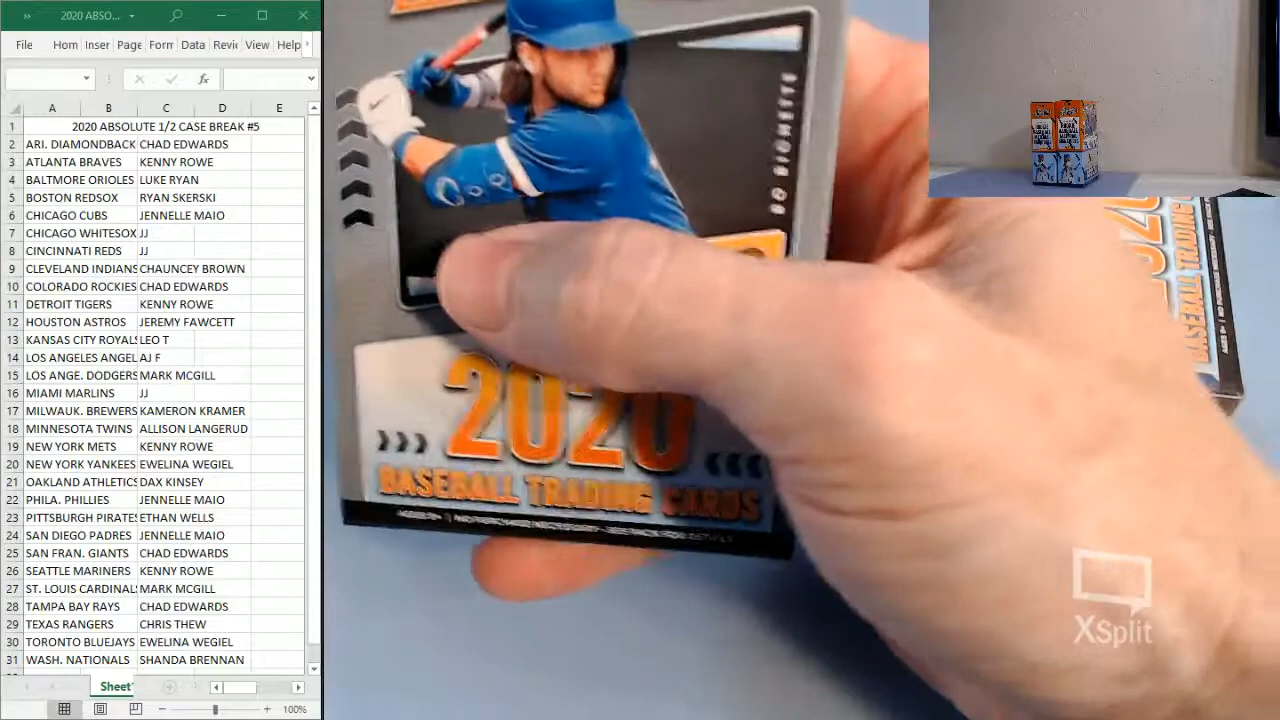 2020 ABSO...
File Hom Inser Page Form Data Revie View Help
fx
A B C D E
1 2020 ABSOLUTE 1/2 CASE BREAK #5
2 ARI. DIAMONDBACK CHAD EDWARDS
3 ATLANTA BRAVES KENNY ROWE
4 BALTMORE ORIOLES LUKE RYAN
5 BOSTON REDSOX RYAN SKERSKI
6 CHICAGO CUBS JENNELLE MAIO
7 CHICAGO WHITESOX JJ
8 CINCINNATI REDS JJ
9 CLEVELAND INDIANS CHAUNCEY BROWN
10 COLORADO ROCKIES CHAD EDWARDS
11 DETROIT TIGERS KENNY ROWE
12 HOUSTON ASTROS JEREMY FAWCETT
13 KANSAS CITY ROYALS LEO T
14 LOS ANGELES ANGEL AJ F
15 LOS ANGE. DODGERS MARK MCGILL
16 MIAMI MARLINS JJ
17 MILWAUK. BREWERS KAMERON KRAMER
18 MINNESOTA TWINS ALLISON LANGERUD
19 NEW YORK METS KENNY ROWE
20 NEW YORK YANKEES EWELINA WEGIEL
21 OAKLAND ATHLETICS DAX KINSEY
22 PHILA. PHILLIES JENNELLE MAIO
23 PITTSBURGH PIRATES ETHAN WELLS
24 SAN DIEGO PADRES JENNELLE MAIO
25 SAN FRAN. GIANTS CHAD EDWARDS
26 SEATTLE MARINERS KENNY ROWE
27 ST. LOUIS CARDINALS MARK MCGILL
28 TAMPA BAY RAYS CHAD EDWARDS
29 TEXAS RANGERS CHRIS THEW
30 TORONTO BLUEJAYS EWELINA WEGIEL
31 WASH. NATIONALS SHANDA BRENNAN
Sheet
100%
BO BICHETTE
2020
BASEBALL TRADING CARDS
2020
BASEBALL TRADING
XSplit